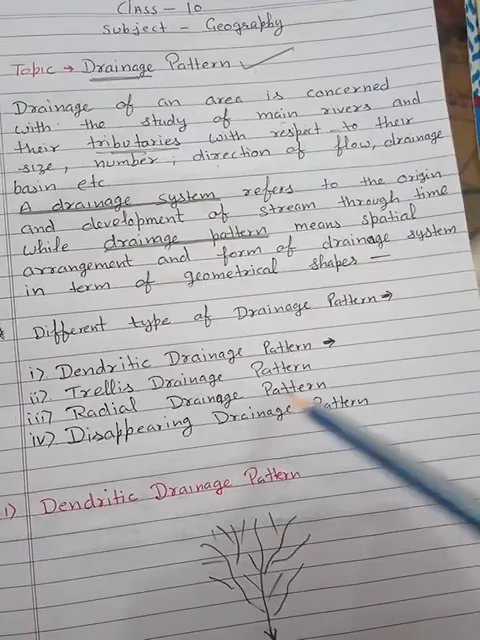 Class - 10
Subject - Geography
Topic → Drainage Pattern
Drainage of an area is concerned
with the study of main rivers and
their tributaries with respect to their
size, number, direction of flow, drainage
basin etc
A drainage system refers to the origin
and development of stream through time
while drainage pattern means spatial
arrangement and form of drainage system
in term of geometrical shapes —
* Different type of Drainage Pattern →
i) Dendritic Drainage Pattern →
ii) Trellis Drainage Pattern
iii) Radial Drainage Pattern
iv) Disappearing Drainage Pattern
1) Dendritic Drainage Pattern